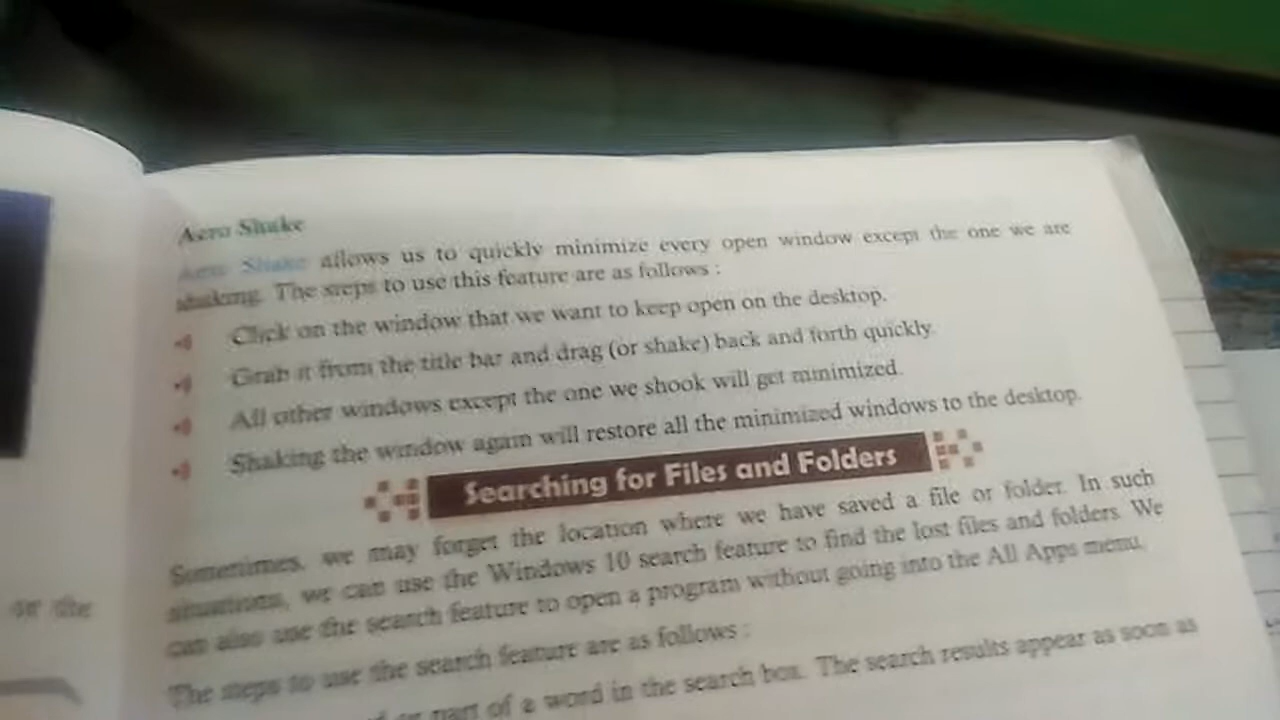 Aero Shake
Aero Shake allows us to quickly minimize every open window except the one we are
shaking. The steps to use this feature are as follows :
Click on the window that we want to keep open on the desktop.
Grab it from the title bar and drag (or shake) back and forth quickly.
All other windows except the one we shook will get minimized.
Shaking the window again will restore all the minimized windows to the desktop.
Searching for Files and Folders
Sometimes, we may forget the location where we have saved a file or folder. In such
situations, we can use the Windows 10 search feature to find the lost files and folders. We
can also use the search feature to open a program without going into the All Apps menu.
The steps to use the search feature are as follows :
or part of a word in the search box. The search results appear as soon as
or the